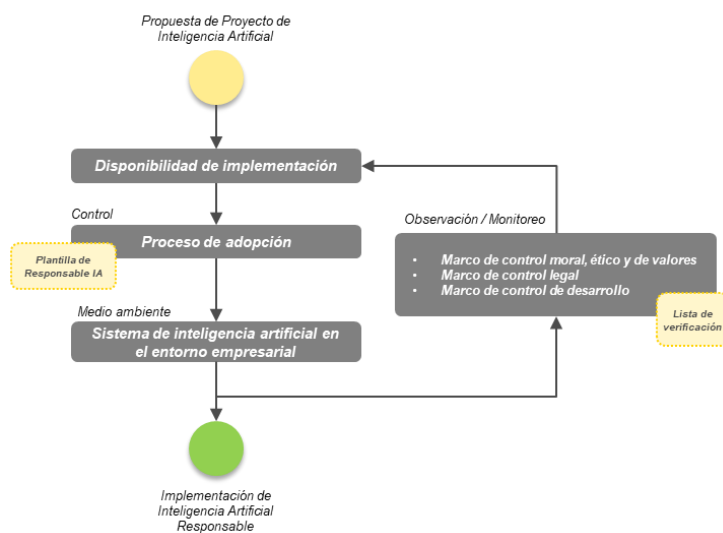 Propuesta de Proyecto de
Inteligencia Artificial
Disponibilidad de implementación
Control
Proceso de adopción
Plantilla de
Responsable IA
Medio ambiente
Sistema de inteligencia artificial en
el entorno empresarial
Observación / Monitoreo
• Marco de control moral, ético y de valores
• Marco de control legal
• Marco de control de desarrollo
Lista de
verificación
Implementación de
Inteligencia Artificial
Responsable